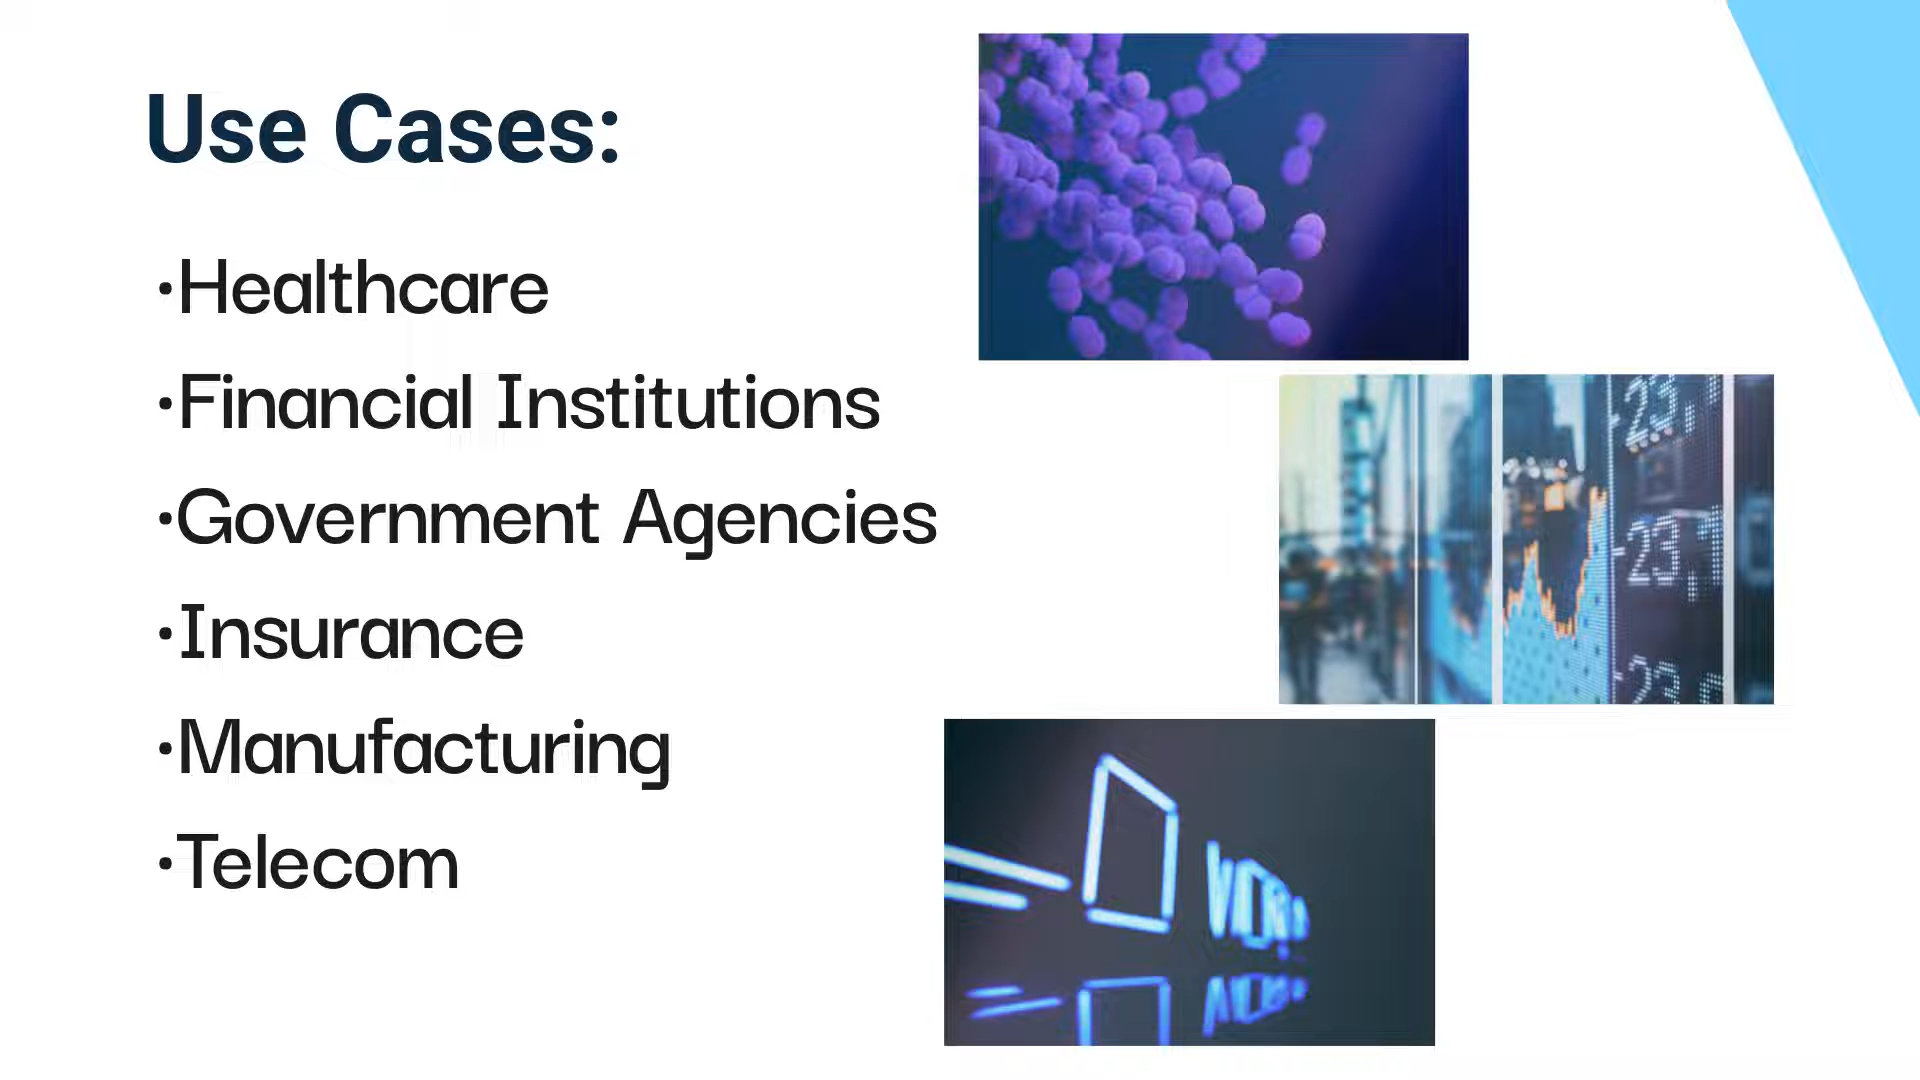 Use Cases:
·Healthcare
·Financial Institutions
·Government Agencies
·Insurance
·Manufacturing
·Telecom